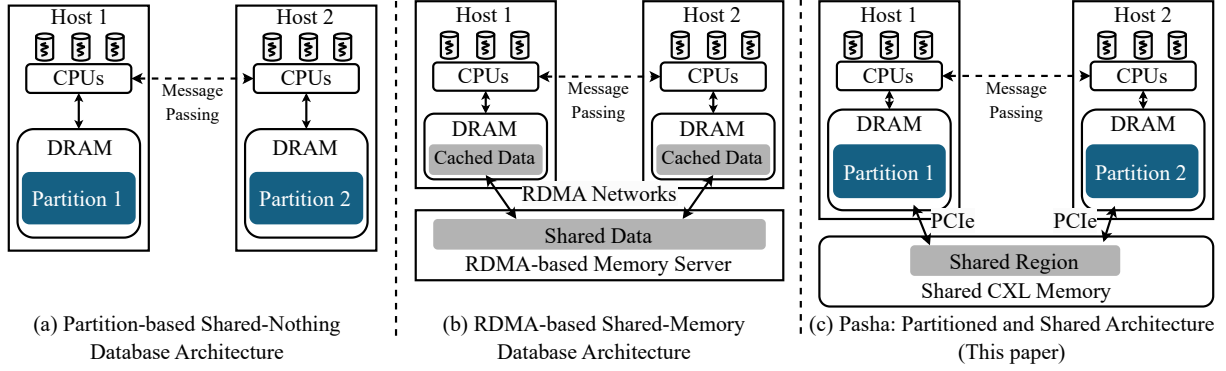 Host 1
CPUs
DRAM
Partition 1
Message
Passing
Host 2
CPUs
DRAM
Partition 2
(a) Partition-based Shared-Nothing
Database Architecture
Host 1
CPUs
DRAM
Cached Data
Message
Passing
Host 2
CPUs
DRAM
Cached Data
RDMA Networks
Shared Data
RDMA-based Memory Server
(b) RDMA-based Shared-Memory
Database Architecture
Host 1
CPUs
DRAM
Partition 1
Message
Passing
Host 2
CPUs
DRAM
Partition 2
PCIe
PCIe
Shared Region
Shared CXL Memory
(c) Pasha: Partitioned and Shared Architecture
(This paper)